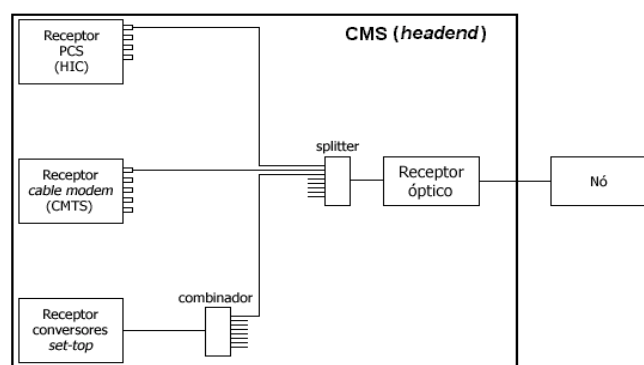 CMS (headend)
Receptor
PCS
(HIC)
splitter
Receptor
cable modem
(CMTS)
Receptor
óptico
Nó
combinador
Receptor
conversores
set-top